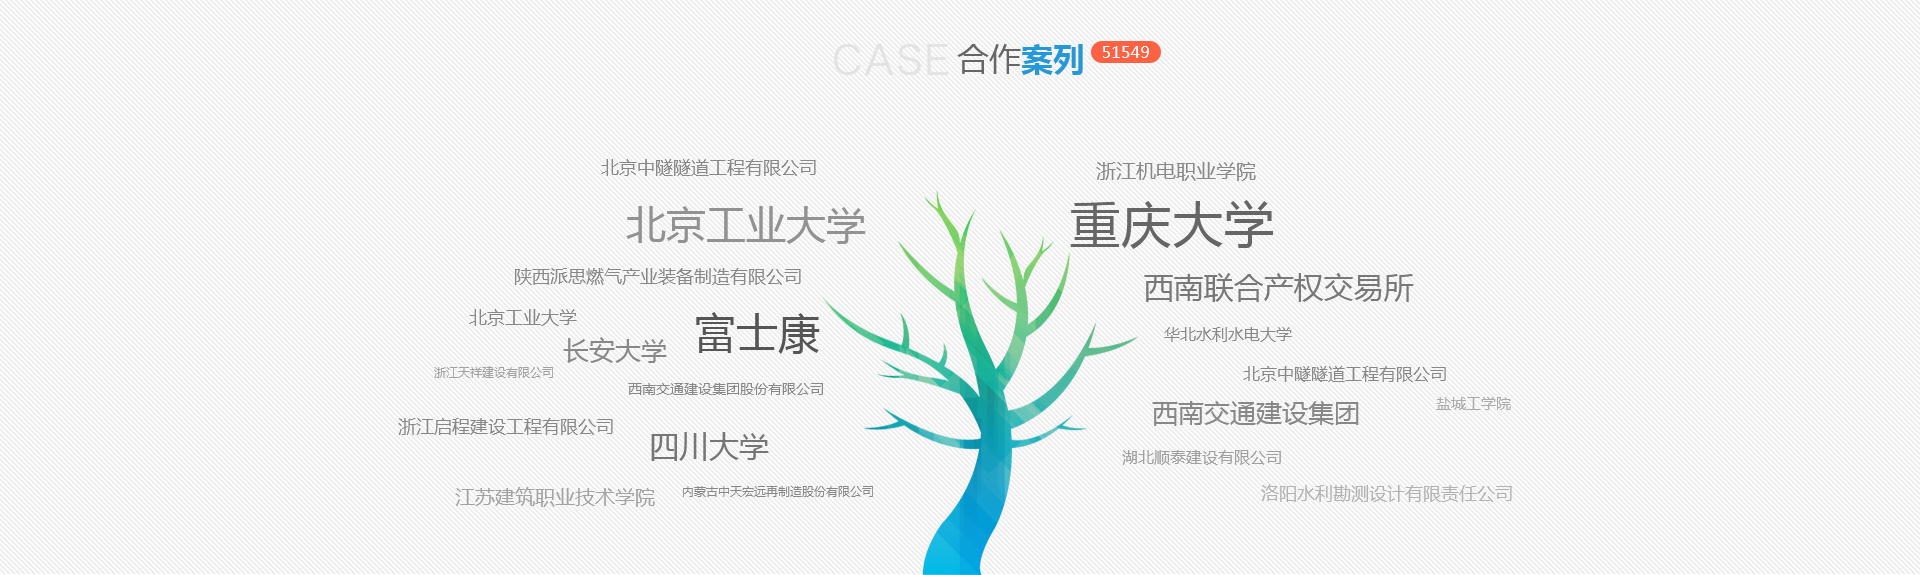 CASE 合作案列 51549
北京中隧隧道工程有限公司
浙江机电职业学院
北京工业大学
重庆大学
陕西派思燃气产业装备制造有限公司
西南联合产权交易所
北京工业大学
富士康
华北水利水电大学
长安大学
浙江天祥建设有限公司
北京中隧隧道工程有限公司
西南交通建设集团股份有限公司
盐城工学院
西南交通建设集团
浙江启程建设工程有限公司
四川大学
湖北顺泰建设有限公司
江苏建筑职业技术学院
内蒙古中天宏远再制造股份有限公司
洛阳水利勘测设计有限责任公司